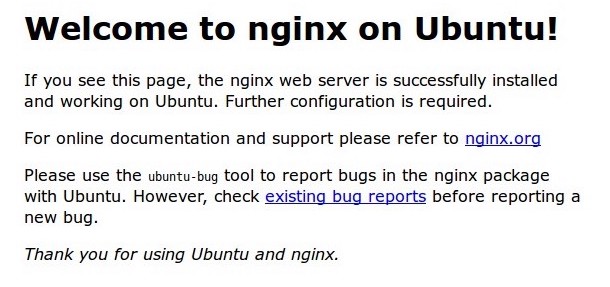 Welcome to nginx on Ubuntu!
If you see this page, the nginx web server is successfully installed
and working on Ubuntu. Further configuration is required.
For online documentation and support please refer to nginx.org
Please use the ubuntu-bug tool to report bugs in the nginx package
with Ubuntu. However, check existing bug reports before reporting a
new bug.
Thank you for using Ubuntu and nginx.